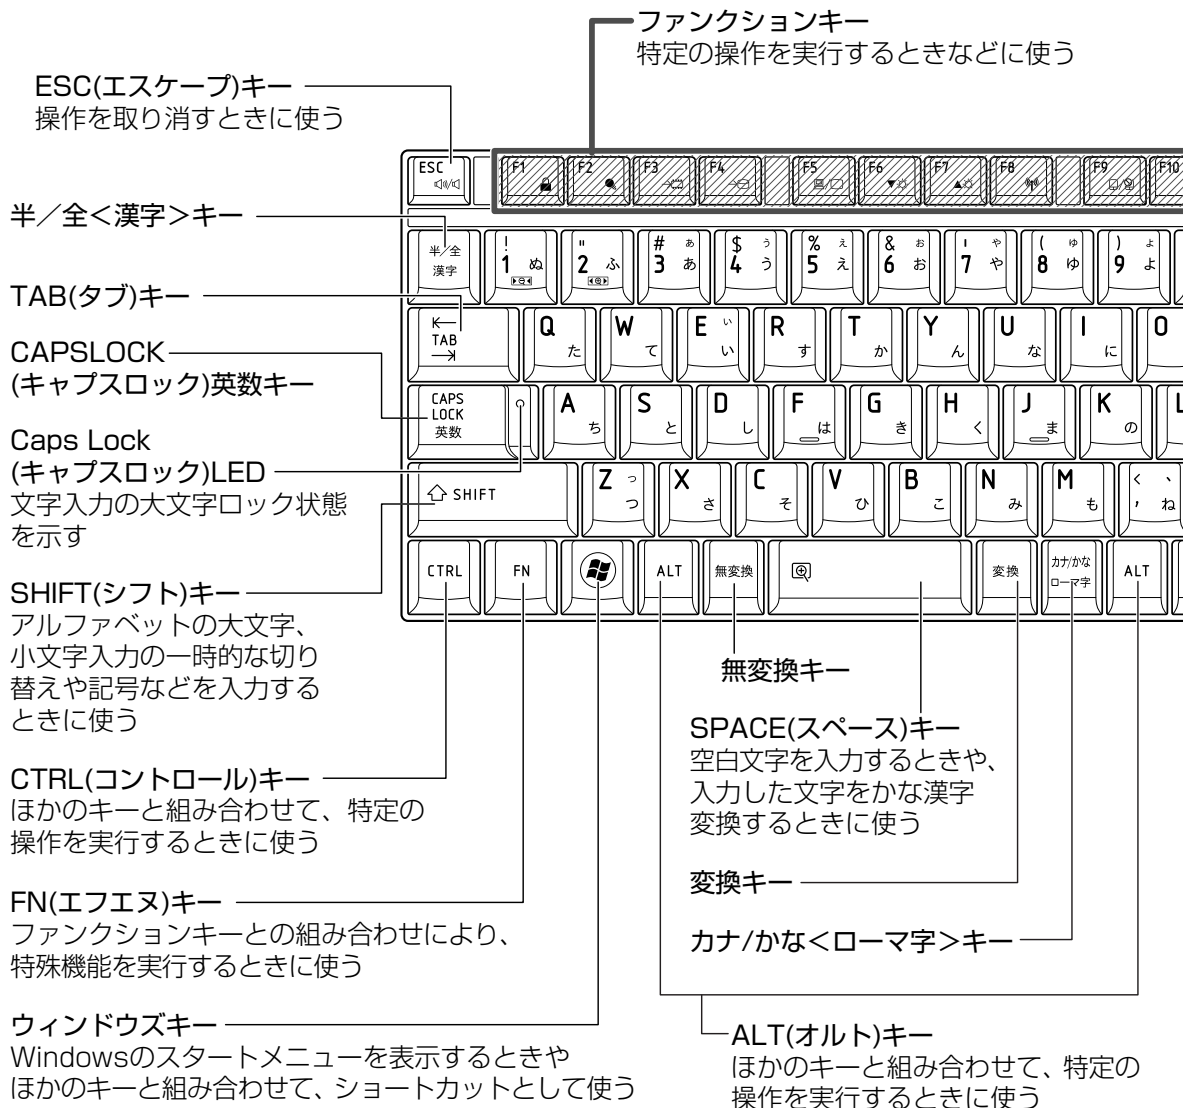 ファンクションキー
特定の操作を実行するときなどに使う
ESC(エスケープ)キー
操作を取り消すときに使う
ESC F1 F2 F3 F4 F5 F6 F7 F8 F9 F10
半／全＜漢字＞キー
半/全 漢字 ! 1 ぬ " 2 ふ # ぁ 3 あ $ ぅ 4 う % ぇ 5 え & ぉ 6 お ' ゃ 7 や ( ゅ 8 ゆ ) ょ 9 よ
TAB(タブ)キー
TAB Q た W て E ぃ い R す T か Y ん U な I に O
CAPSLOCK
(キャプスロック)英数キー
CAPS LOCK 英数 A ち S と D し F は G き H く J ま K の L
Caps Lock
(キャプスロック)LED
文字入力の大文字ロック状態
を示す
SHIFT Z っ つ X さ C そ V ひ B こ N み M も < 、 , ね
CTRL FN ALT 無変換 変換 カナ/かな ローマ字 ALT
SHIFT(シフト)キー
アルファベットの大文字、
小文字入力の一時的な切り
替えや記号などを入力する
ときに使う
無変換キー
SPACE(スペース)キー
空白文字を入力するときや、
入力した文字をかな漢字
変換するときに使う
CTRL(コントロール)キー
ほかのキーと組み合わせて、特定の
操作を実行するときに使う
変換キー
FN(エフエヌ)キー
ファンクションキーとの組み合わせにより、
特殊機能を実行するときに使う
カナ/かな＜ローマ字＞キー
ウィンドウズキー
Windowsのスタートメニューを表示するときや
ほかのキーと組み合わせて、ショートカットとして使う
ALT(オルト)キー
ほかのキーと組み合わせて、特定の
操作を実行するときに使う